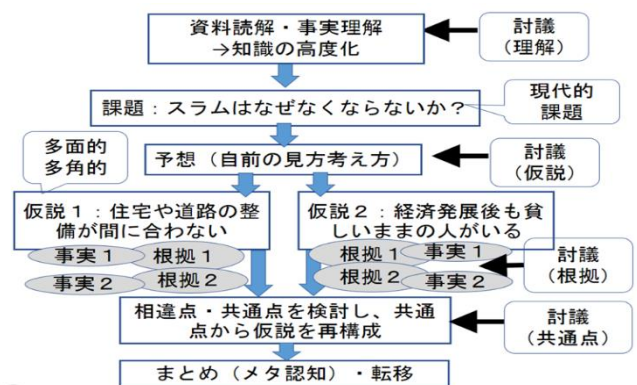 資料読解・事実理解
→知識の高度化
討議
（理解）
課題：スラムはなぜなくならないか？
現代的
課題
多面的
多角的
予想（自前の見方考え方）
討議
（仮説）
仮説１：住宅や道路の整
備が間に合わない
仮説２：経済発展後も貧
しいままの人がいる
事実１
根拠１
事実２
根拠２
根拠１
事実１
根拠２
事実２
討議
（根拠）
相違点・共通点を検討し、共通
点から仮説を再構成
討議
（共通点）
まとめ（メタ認知）・転移